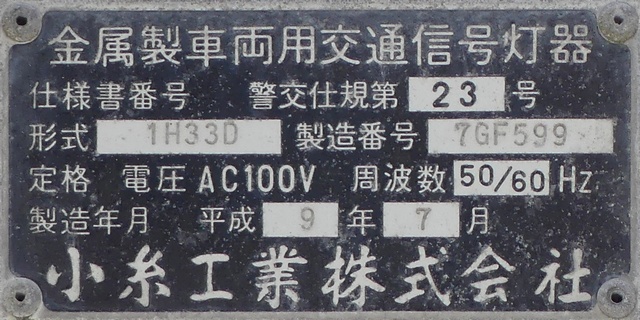 金属製車両用交通信号灯器
仕様書番号 警交仕規第 23 号
形式 1H33D 製造番号 7GF599
定格 電圧 AC100V 周波数 50/60 Hz
製造年月 平成 9 年 7 月
小糸工業株式会社